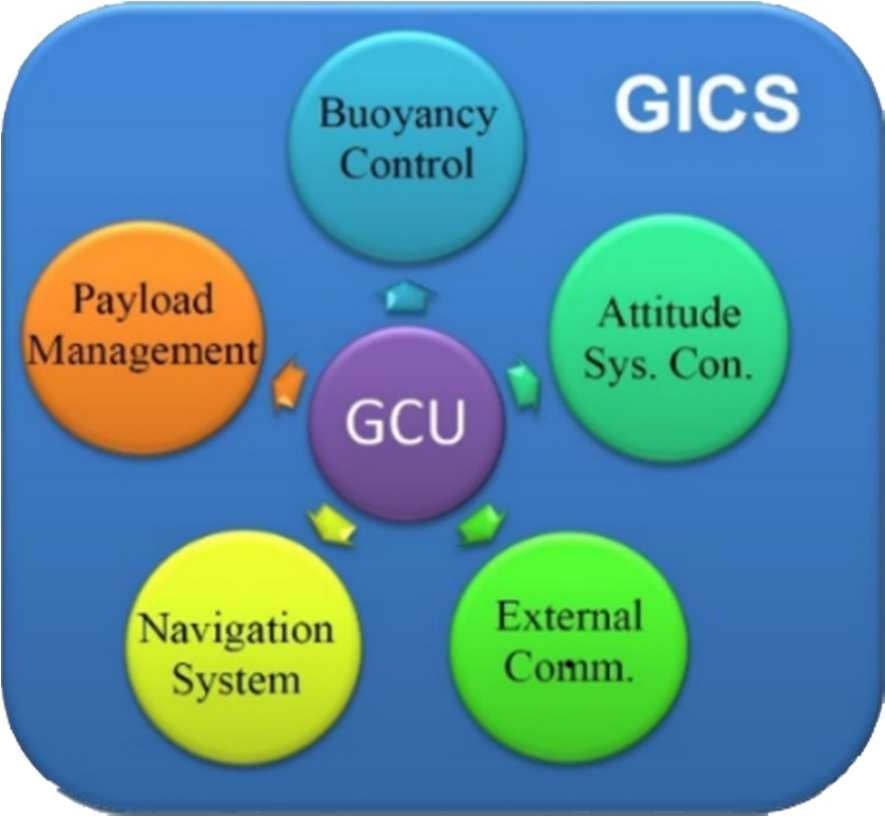 GICS
Buoyancy
Control
Payload
Management
Attitude
Sys. Con.
GCU
Navigation
System
External
Comm.